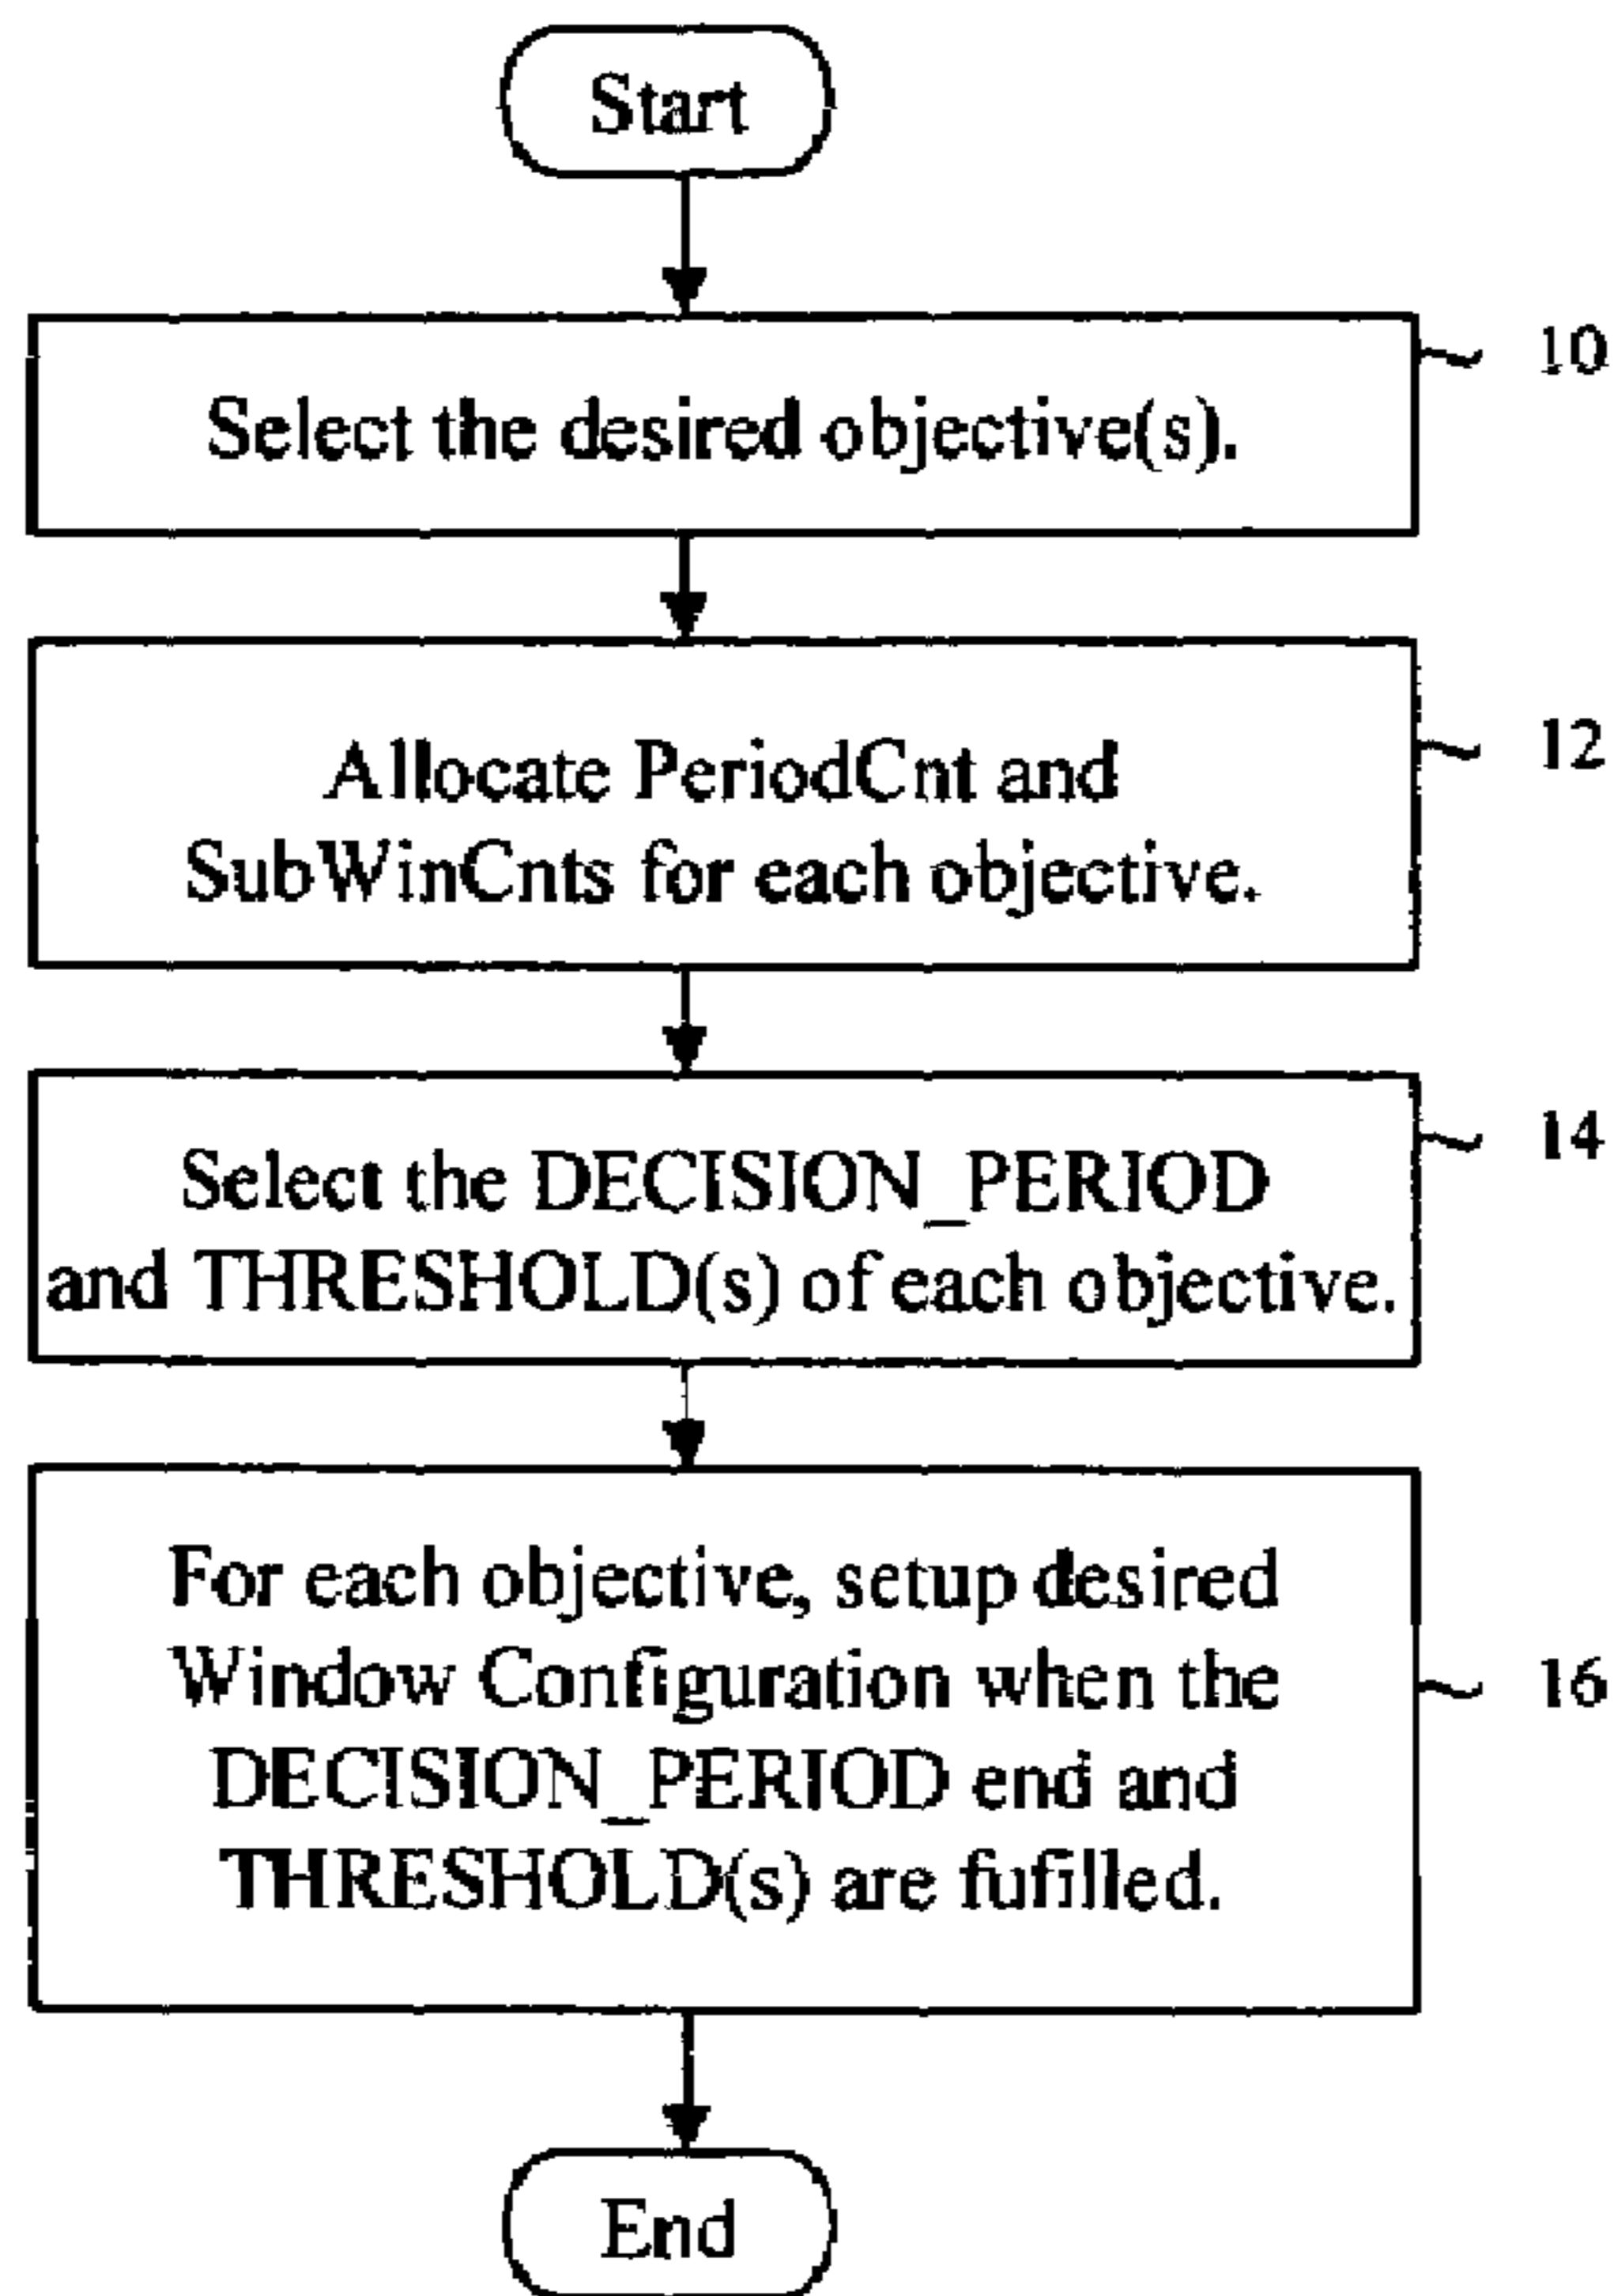 Start
10
Select the desired objective(s).
12
Allocate PeriodCnt and
SubWinCnts for each objective.
14
Select the DECISION_PERIOD
and THRESHOLD(s) of each objective.
For each objective, setup desired
Window Configuration when the
16
DECISION_PERIOD end and
THRESHOLD(s) are fufilled.
End